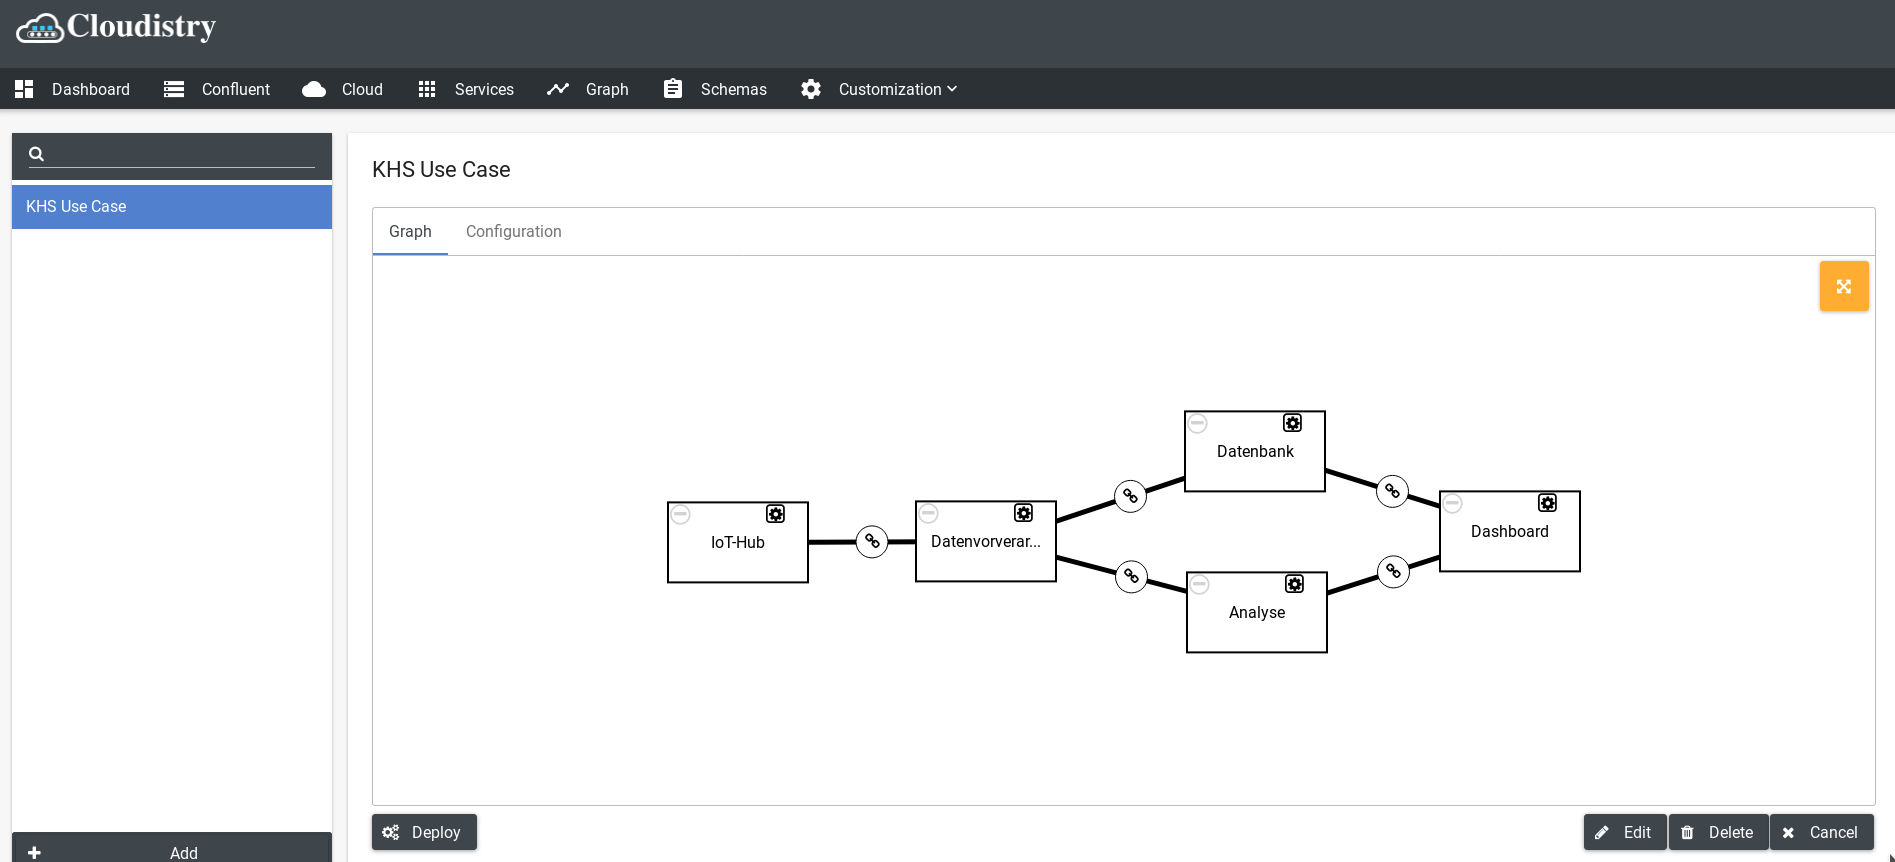 Cloudistry
Dashboard Confluent Cloud Services Graph Schemas Customization
KHS Use Case
KHS Use Case
Graph Configuration
Datenbank
IoT-Hub
Datenvorverar...
Dashboard
Analyse
Deploy
Edit Delete Cancel
Add